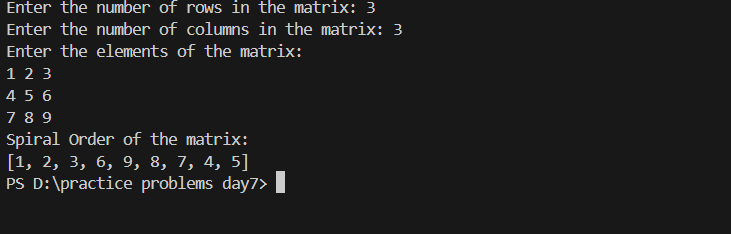 Enter the number of rows in the matrix: 3
Enter the number of columns in the matrix: 3
Enter the elements of the matrix:
1 2 3
4 5 6
7 8 9
Spiral Order of the matrix:
[1, 2, 3, 6, 9, 8, 7, 4, 5]
PS D:\practice problems day7>